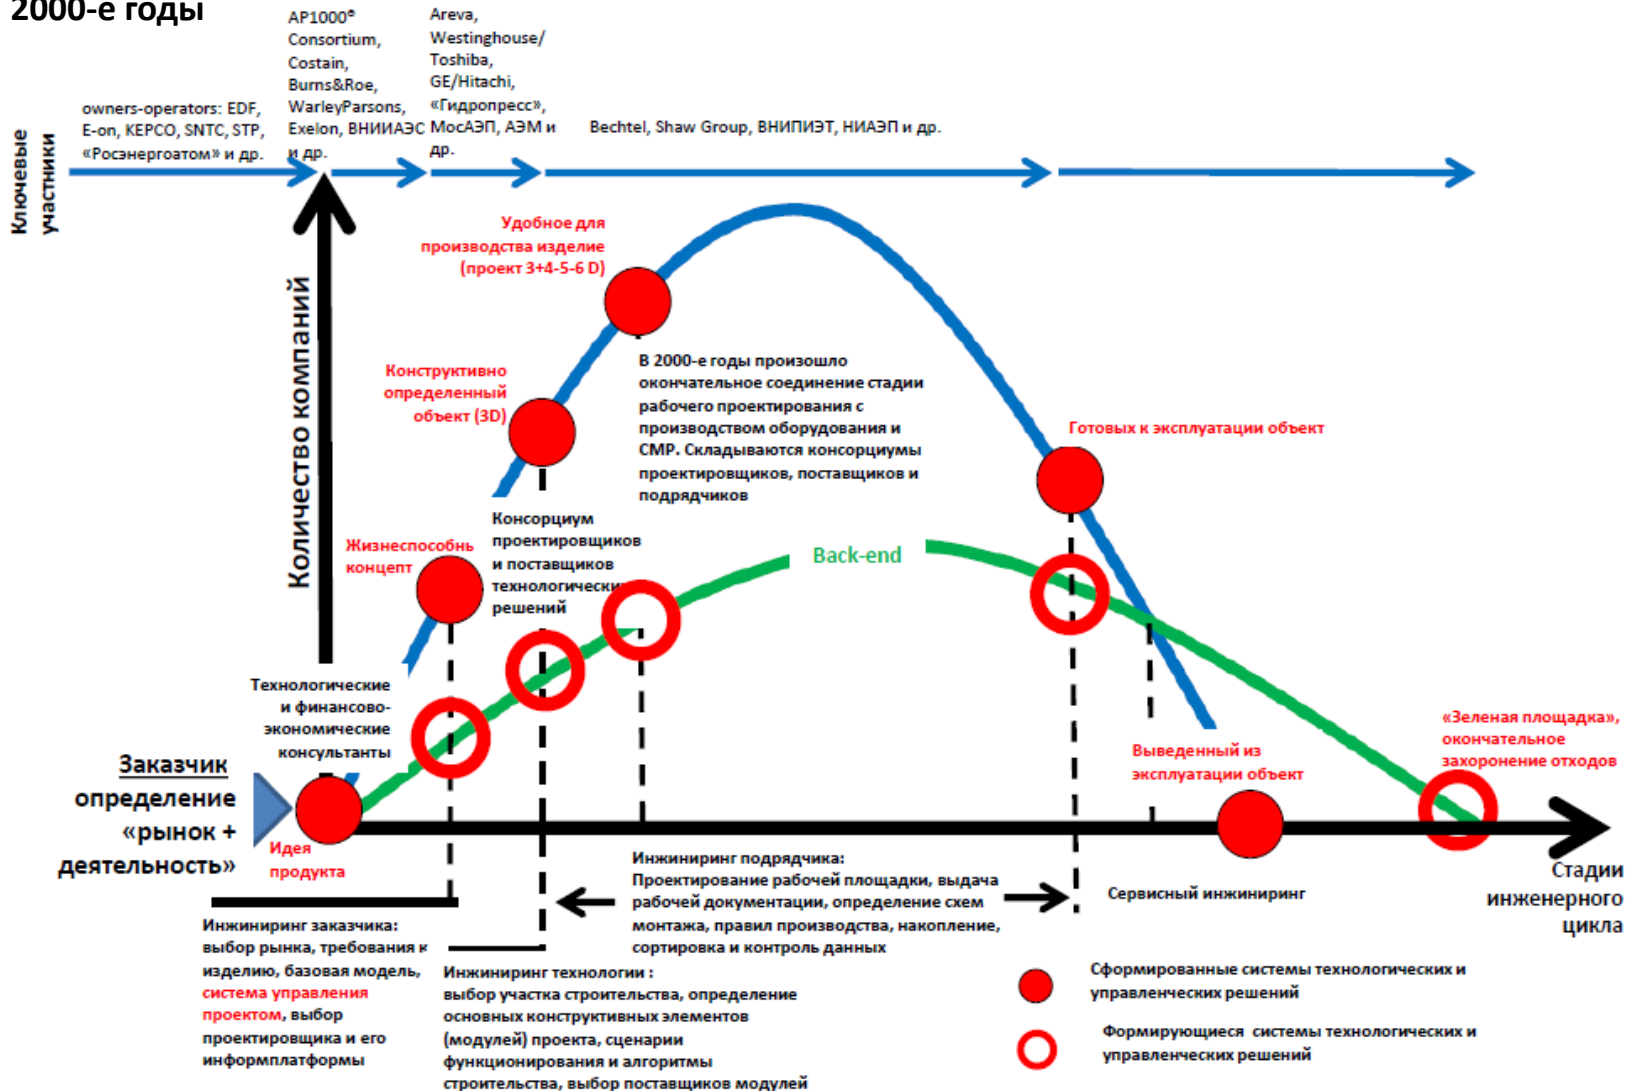 2000-е годы
AP1000®
Consortium,
Costain,
Burns&Roe,
WarleyParsons,
Exelon, ВНИИАЭС
и др.
Areva,
Westinghouse/
Toshiba,
GE/Hitachi,
«Гидропресс»,
МосАЭП, АЭМ и
др.
owners-operators: EDF,
E-on, KEPCO, SNTC, STP,
«Росэнергоатом» и др.
Bechtel, Shaw Group, ВНИПИЭТ, НИАЭП и др.
Ключевые
участники
Количество компаний
Удобное для
производства изделие
(проект 3+4-5-6 D)
Конструктивно
определенный
объект (3D)
В 2000-е годы произошло
окончательное соединение стадии
рабочего проектирования с
производством оборудования и
СМР. Складываются консорциумы
проектировщиков, поставщиков и
подрядчиков
Готовых к эксплуатации объект
Консорциум
проектировщиков
и поставщиков
технологически
решений
Жизнеспособнь
концепт
Back-end
Технологические
и финансово-
экономические
консультанты
Заказчик
определение
«рынок +
деятельность»
Идея
продукта
Выведенный из
эксплуатации объект
«Зеленая площадка»,
окончательное
захоронение отходов
Стадии
инженерного
цикла
Инжиниринг заказчика:
выбор рынка, требования к
изделию, базовая модель,
система управления
проектом, выбор
проектировщика и его
информплатформы
Инжиниринг технологии :
выбор участка строительства, определение
основных конструктивных элементов
(модулей) проекта, сценарии
функционирования и алгоритмы
строительства, выбор поставщиков модулей
Инжиниринг подрядчика:
Проектирование рабочей площадки, выдача
рабочей документации, определение схем
монтажа, правил производства, накопление,
сортировка и контроль данных
Сервисный инжиниринг
Сформированные системы технологических и
управленческих решений
Формирующиеся системы технологических и
управленческих решений